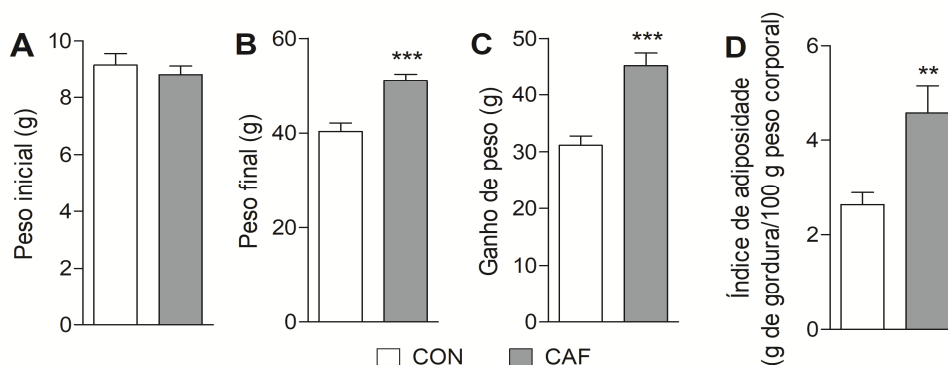 A
Peso inicial (g)
10
8
6
4
2
0
B
Peso final (g)
60
40
20
0
***
C
Ganho de peso (g)
50
40
30
20
10
0
***
D
Índice de adiposidade
(g de gordura/100 g peso corporal)
6
4
2
0
**
CON
CAF